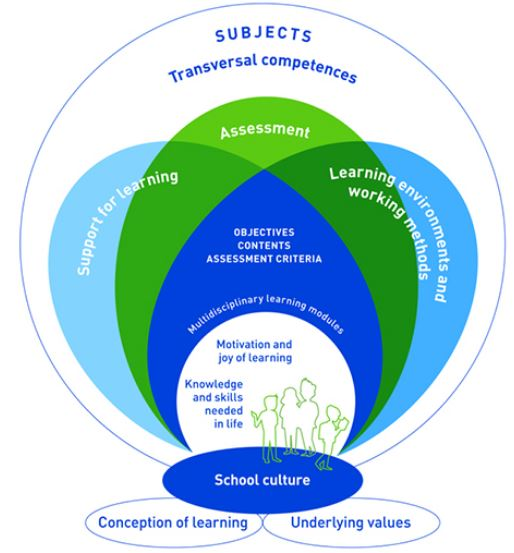 SUBJECTS
Transversal competences
Assessment
Support for learning
Learning environments and
working methods
OBJECTIVES
CONTENTS
ASSESSMENT CRITERIA
Multidisciplinary learning modules
Motivation and
joy of learning
Knowledge
and skills
needed
in life
School culture
Conception of learning
Underlying values